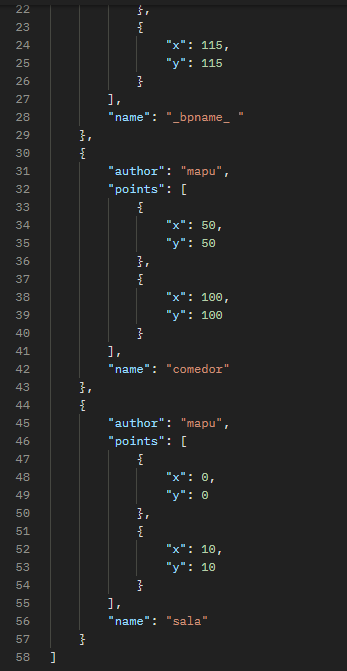 22 },
23 {
24 "x": 115,
25 "y": 115
26 }
27 ],
28 "name": "_bpname_ "
29 },
30 {
31 "author": "mapu",
32 "points": [
33 {
34 "x": 50,
35 "y": 50
36 },
37 {
38 "x": 100,
39 "y": 100
40 }
41 ],
42 "name": "comedor"
43 },
44 {
45 "author": "mapu",
46 "points": [
47 {
48 "x": 0,
49 "y": 0
50 },
51 {
52 "x": 10,
53 "y": 10
54 }
55 ],
56 "name": "sala"
57 }
58 ]